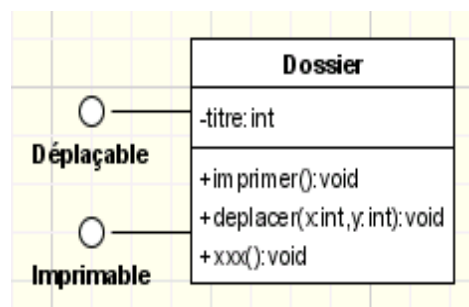 Dossier
-titre:int
Déplaçable
+imprimer():void
+deplacer(x:int,y:int):void
+xxx():void
Imprimable